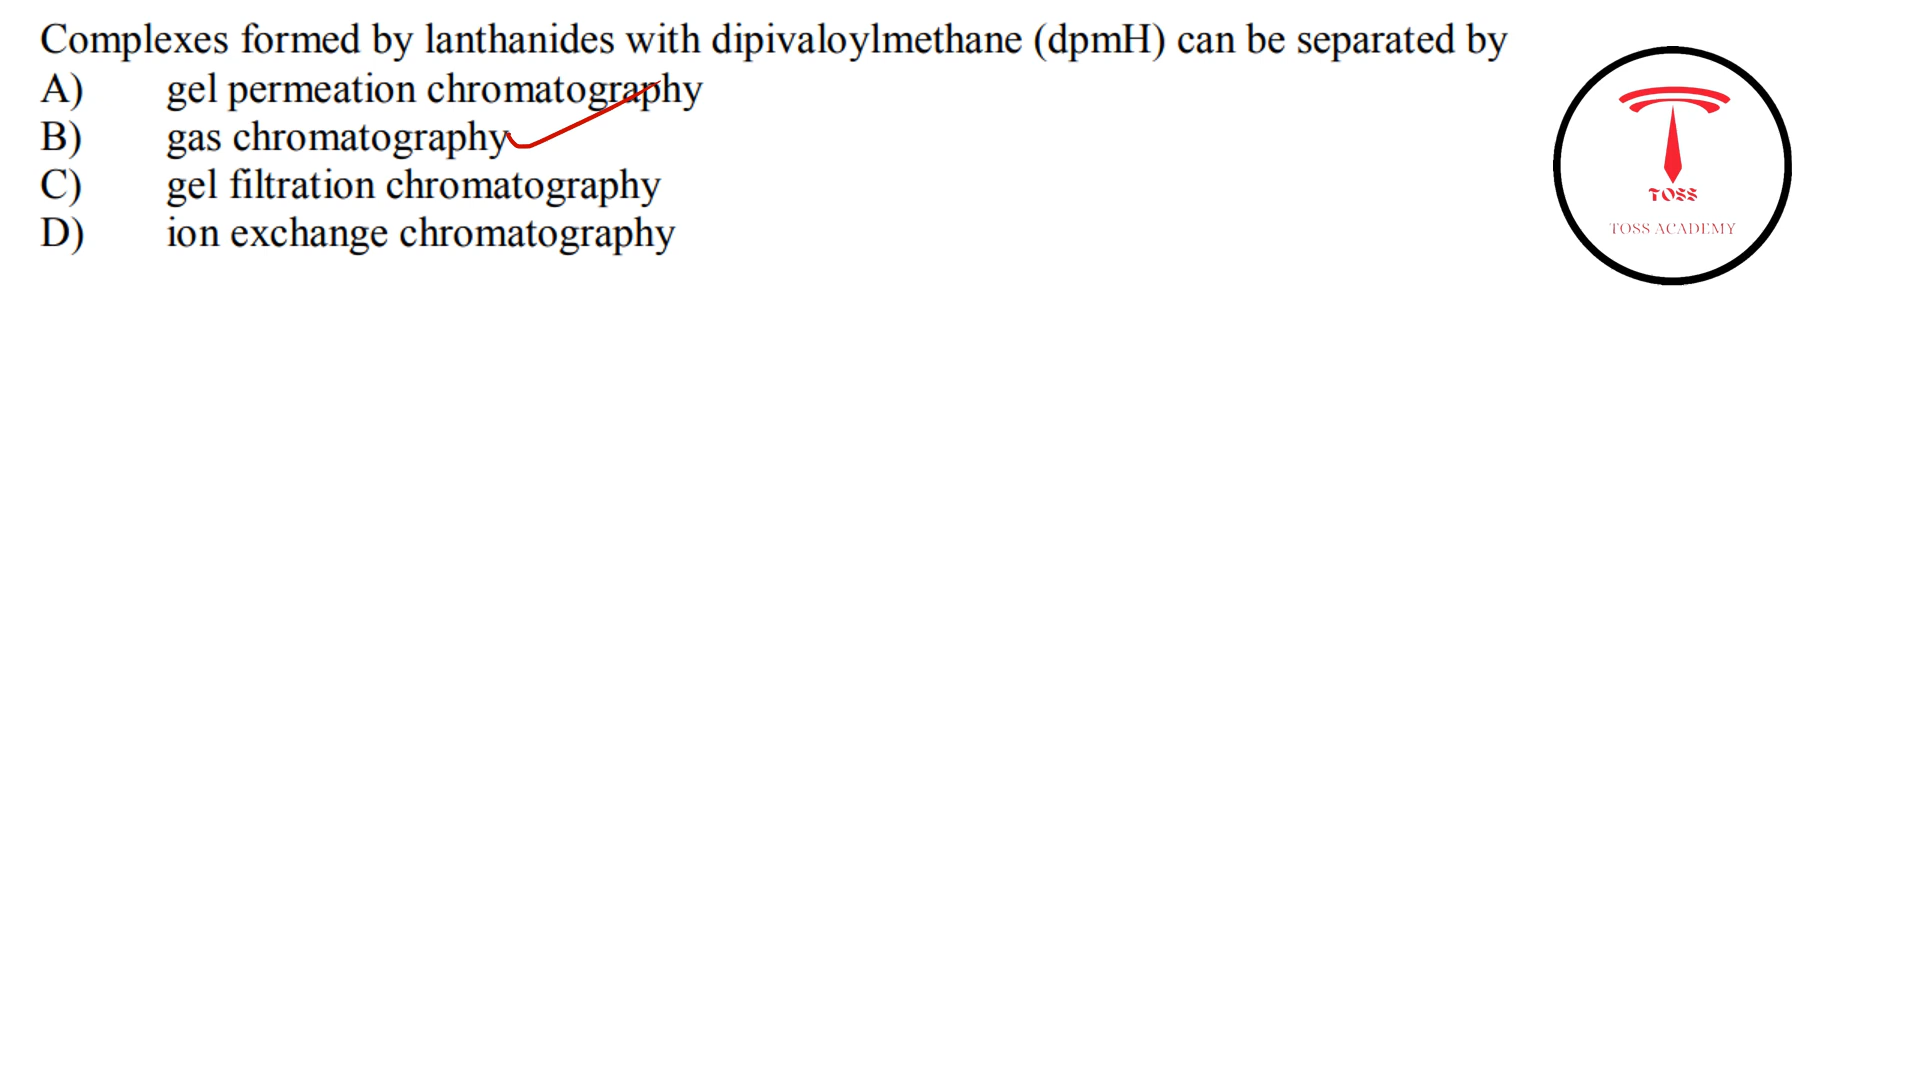 Complexes formed by lanthanides with dipivaloylmethane (dpmH) can be separated by
A) gel permeation chromatography
B) gas chromatography
C) gel filtration chromatography
D) ion exchange chromatography
TOSS
TOSS ACADEMY